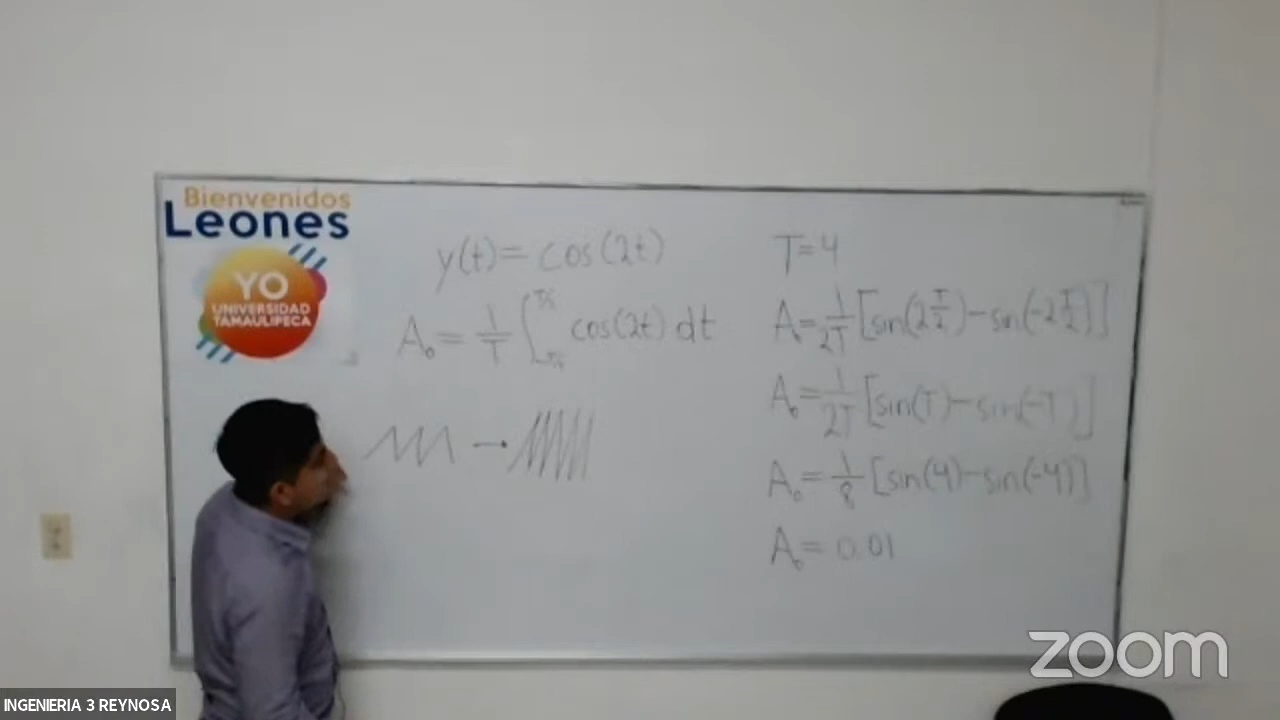 Bienvenidos
Leones
YO
UNIVERSIDAD
TAMAULIPECA
y(t) = cos(2t)
A₀ = 1/T ∫_{-T/2}^{T/2} cos(2t) dt
T=4
A₀ = 1/2T [sin(2 T/2) - sin(-2 T/2)]
A₀ = 1/2T [sin(T) - sin(-T)]
A₀ = 1/8 [sin(4) - sin(-4)]
A₀ = 0.01
zoom
INGENIERIA 3 REYNOSA